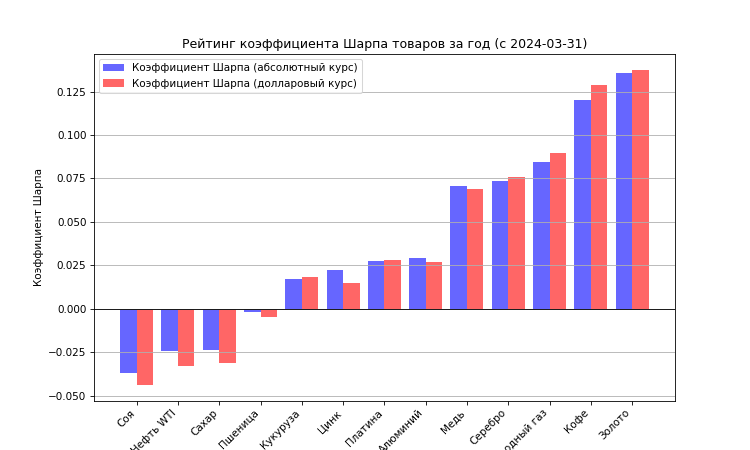 Рейтинг коэффициента Шарпа товаров за год (с 2024-03-31)
Коэффициент Шарпа (абсолютный курс)
Коэффициент Шарпа (долларовый курс)
Коэффициент Шарпа
0.125
0.100
0.075
0.050
0.025
0.000
−0.025
−0.050
Соя
Нефть WTI
Сахар
Пшеница
Кукуруза
Цинк
Платина
Алюминий
Медь
Серебро
одный газ
Кофе
Золото